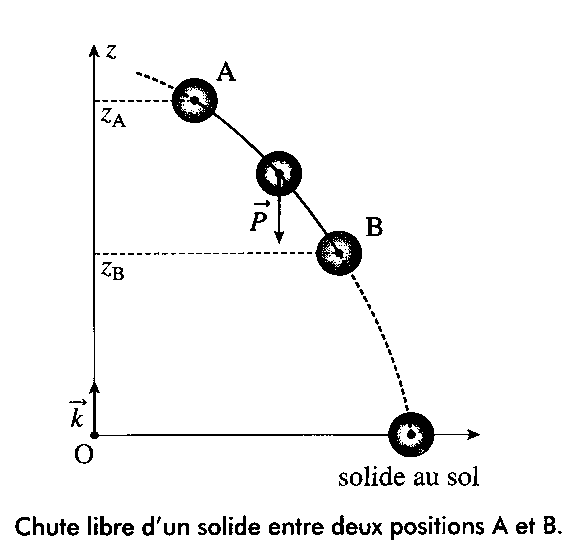 z
A
z_A
P⃗
B
z_B
k⃗
O
solide au sol
Chute libre d'un solide entre deux positions A et B.